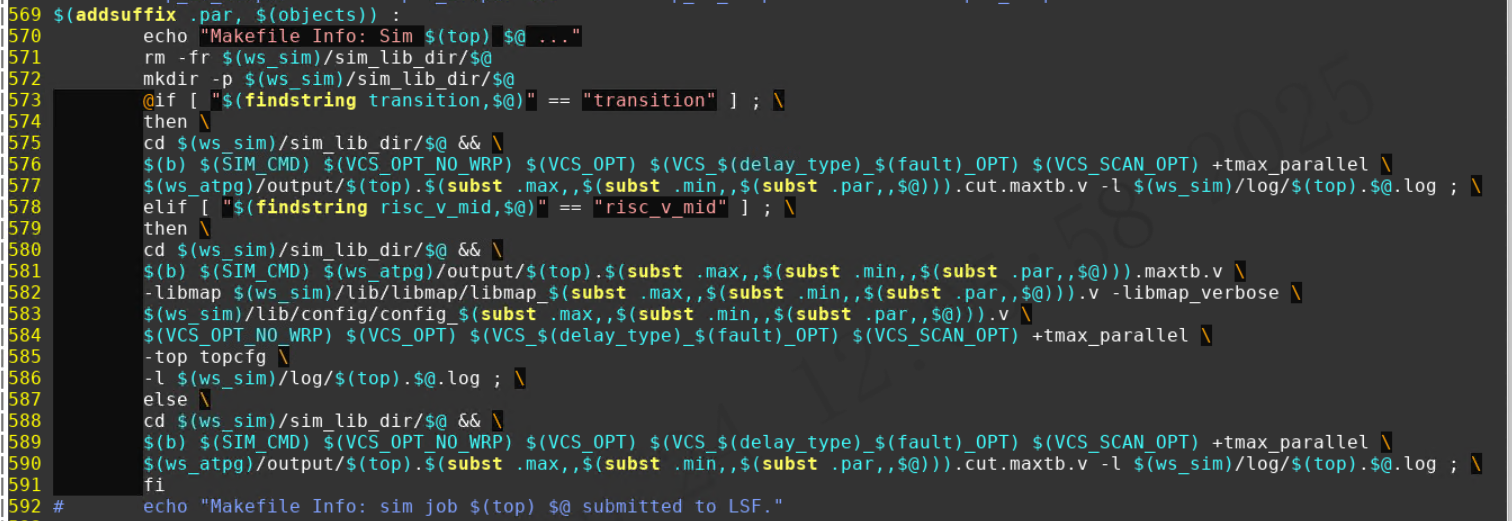 569 $(addsuffix .par, $(objects)) :
570         echo "Makefile Info: Sim $(top) $@ ..."
571         rm -fr $(ws_sim)/sim_lib_dir/$@
572         mkdir -p $(ws_sim)/sim_lib_dir/$@
573         @if [ "$(findstring transition,$@)" == "transition" ] ; \
574         then \
575         cd $(ws_sim)/sim_lib_dir/$@ && \
576         $(b) $(SIM_CMD) $(VCS_OPT_NO_WRP) $(VCS_OPT) $(VCS_$(delay_type)_$(fault)_OPT) $(VCS_SCAN_OPT) +tmax_parallel \
577         $(ws_atpg)/output/$(top).$(subst .max,,$(subst .min,,$(subst .par,,$@))).cut.maxtb.v -l $(ws_sim)/log/$(top).$@.log ; \
578         elif [ "$(findstring risc_v_mid,$@)" == "risc_v_mid" ] ; \
579         then \
580         cd $(ws_sim)/sim_lib_dir/$@ && \
581         $(b) $(SIM_CMD) $(ws_atpg)/output/$(top).$(subst .max,,$(subst .min,,$(subst .par,,$@))).maxtb.v \
582         -libmap $(ws_sim)/lib/libmap/libmap_$(subst .max,,$(subst .min,,$(subst .par,,$@))).v -libmap_verbose \
583         $(ws_sim)/lib/config/config_$(subst .max,,$(subst .min,,$(subst .par,,$@))).v \
584         $(VCS_OPT_NO_WRP) $(VCS_OPT) $(VCS_$(delay_type)_$(fault)_OPT) $(VCS_SCAN_OPT) +tmax_parallel \
585         -top topcfg \
586         -l $(ws_sim)/log/$(top).$@.log ; \
587         else \
588         cd $(ws_sim)/sim_lib_dir/$@ && \
589         $(b) $(SIM_CMD) $(VCS_OPT_NO_WRP) $(VCS_OPT) $(VCS_$(delay_type)_$(fault)_OPT) $(VCS_SCAN_OPT) +tmax_parallel \
590         $(ws_atpg)/output/$(top).$(subst .max,,$(subst .min,,$(subst .par,,$@))).cut.maxtb.v -l $(ws_sim)/log/$(top).$@.log ; \
591         fi
592 #       echo "Makefile Info: sim job $(top) $@ submitted to LSF."